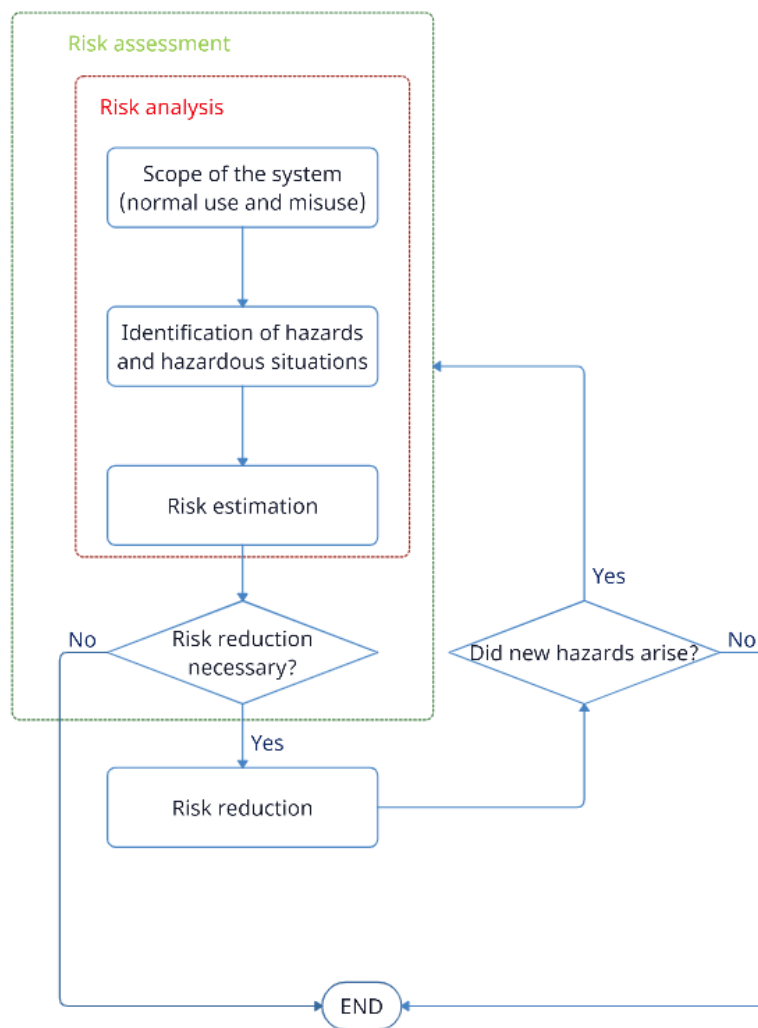 Risk assessment
Risk analysis
Scope of the system
(normal use and misuse)
Identification of hazards
and hazardous situations
Risk estimation
Yes
No
Risk reduction
necessary?
Did new hazards arise?
No
Yes
Risk reduction
END